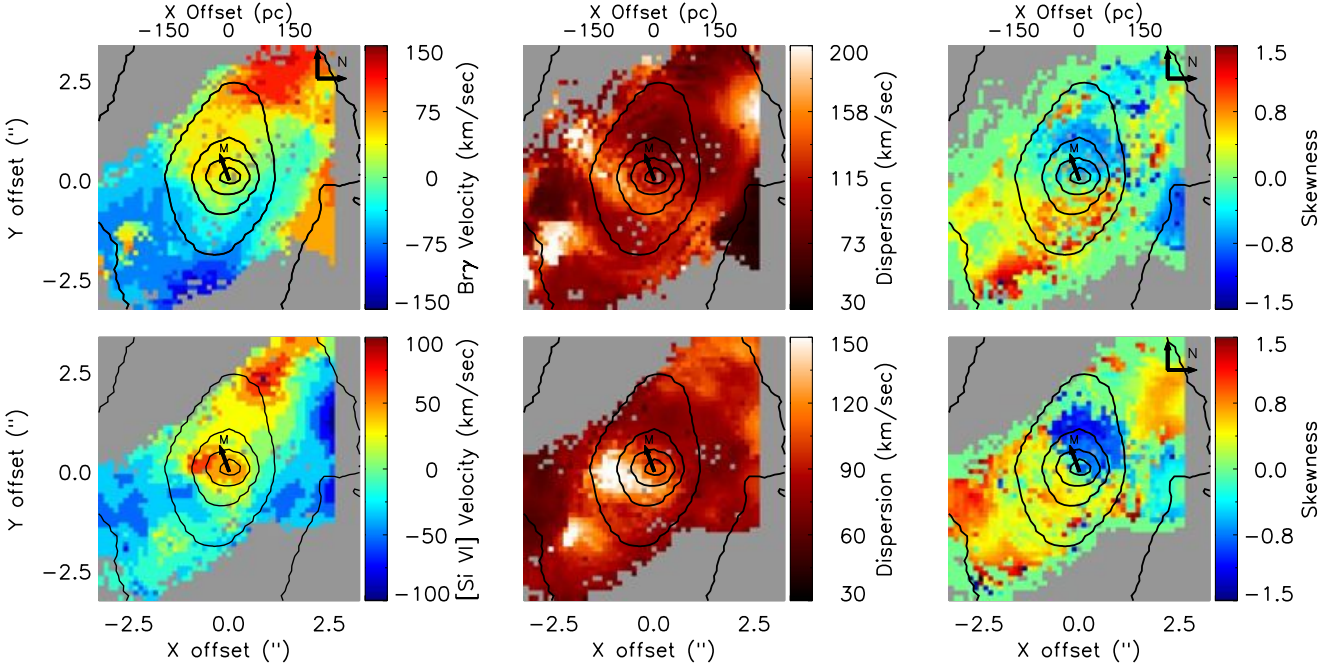 X Offset (pc) X Offset (pc) X Offset (pc)
−150 0 150 −150 0 150 −150 0 150
2.5
0.0
−2.5
Y Offset (")
M
150
75
0
−75
−150
Brγ Velocity (km/sec)
N
M
200
158
115
73
30
Dispersion (km/sec)
M
N
1.5
0.8
0.0
−0.8
−1.5
Skewness
2.5
0.0
−2.5
Y offset (")
M
100
50
0
−50
−100
[Si VI] Velocity (km/sec)
M
150
120
90
60
30
Dispersion (km/sec)
M
N
1.5
0.8
0.0
−0.8
−1.5
Skewness
−2.5 0.0 2.5 −2.5 0.0 2.5 −2.5 0.0 2.5
X offset (") X offset (") X offset (")